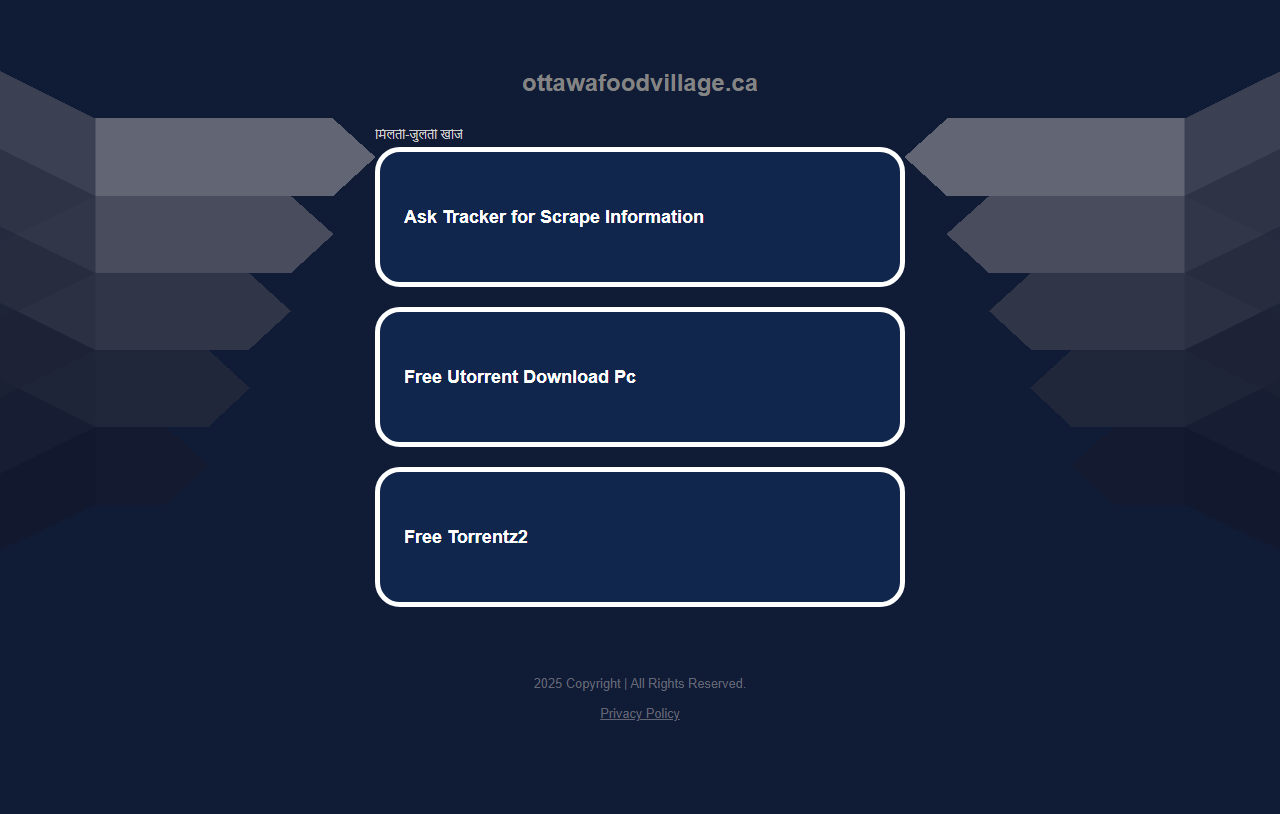 ottawafoodvillage.ca
मिलती-जुलती खोजें
Ask Tracker for Scrape Information
Free Utorrent Download Pc
Free Torrentz2
2025 Copyright | All Rights Reserved.
Privacy Policy